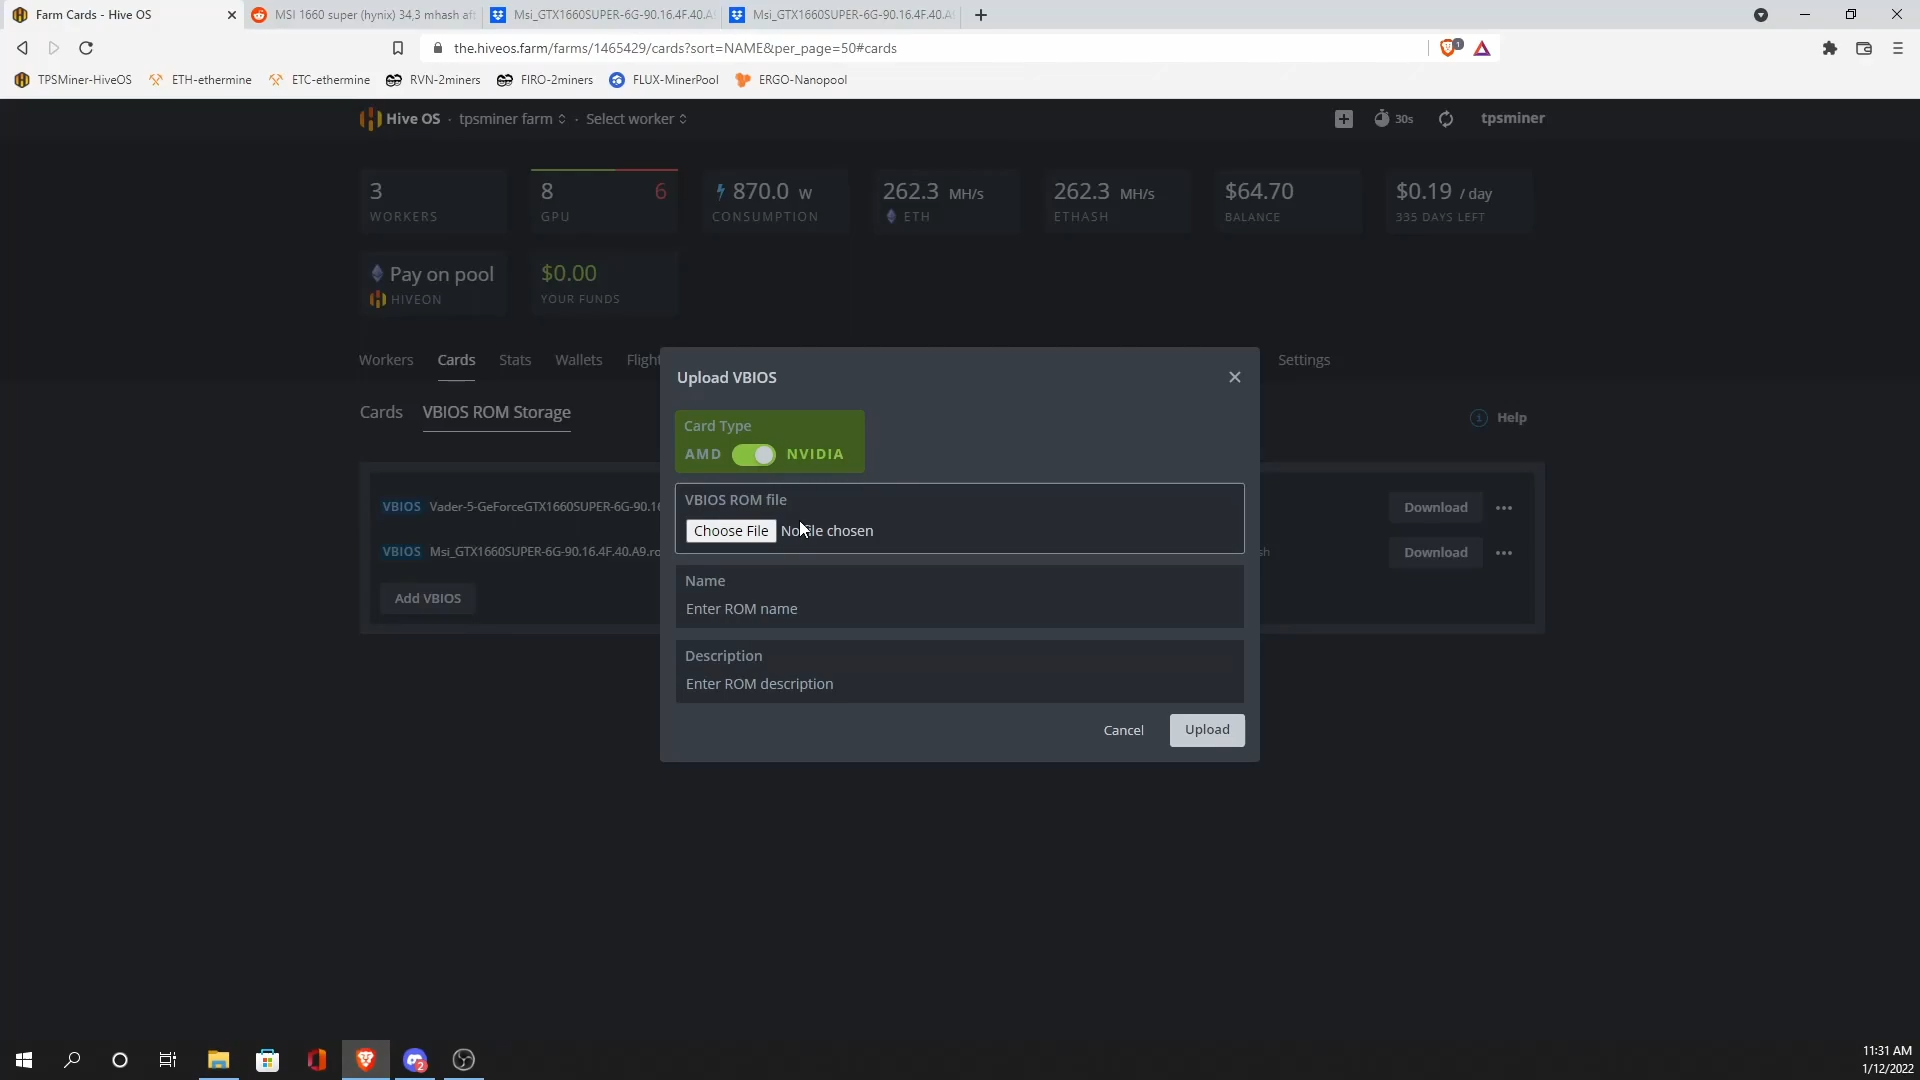 Farm Cards - Hive OS
MSI 1660 super (hynix) 34,3 mhash aft
Msi_GTX1660SUPER-6G-90.16.4F.40.A
Msi_GTX1660SUPER-6G-90.16.4F.40.A
the.hiveos.farm/farms/1465429/cards?sort=NAME&per_page=50#cards
1
TPSMiner-HiveOS
ETH-ethermine
ETC-ethermine
RVN-2miners
FIRO-2miners
FLUX-MinerPool
ERGO-Nanopool
Hive OS · tpsminer farm · Select worker
30s
tpsminer
3
WORKERS
8
6
GPU
870.0 W
CONSUMPTION
262.3 MH/s
ETH
262.3 MH/s
ETHASH
$64.70
BALANCE
$0.19 / day
335 DAYS LEFT
Pay on pool
HIVEON
$0.00
YOUR FUNDS
Workers
Cards
Stats
Wallets
Flight
Settings
Cards
VBIOS ROM Storage
Help
VBIOS Vader-5-GeForceGTX1660SUPER-6G-90.16
Download
VBIOS Msi_GTX1660SUPER-6G-90.16.4F.40.A9.ro
sh
Download
Add VBIOS
Upload VBIOS
Card Type
AMD
NVIDIA
VBIOS ROM file
Choose File
No file chosen
Name
Enter ROM name
Description
Enter ROM description
Cancel
Upload
2
11:31 AM
1/12/2022